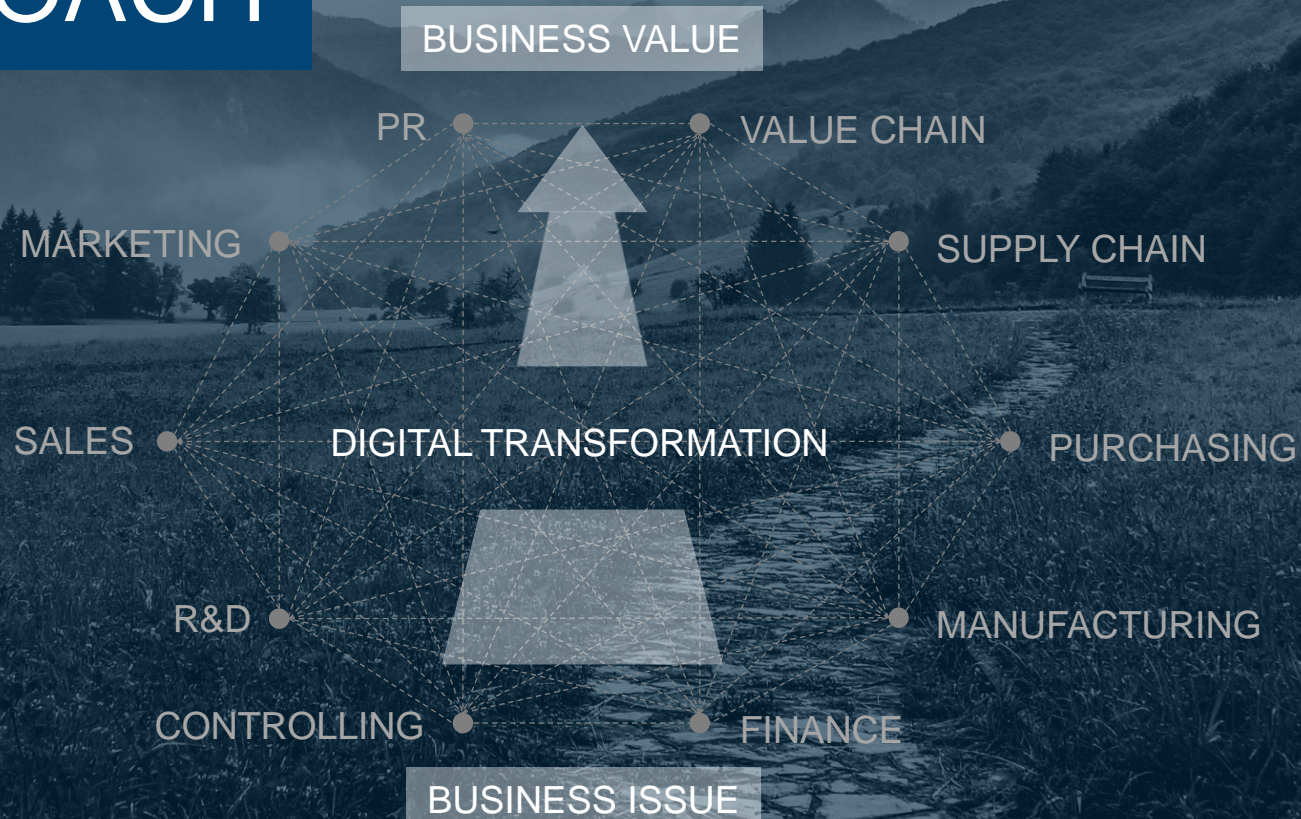 BUSINESS VALUE
PR
VALUE CHAIN
MARKETING
SUPPLY CHAIN
SALES
DIGITAL TRANSFORMATION
PURCHASING
R&D
MANUFACTURING
CONTROLLING
FINANCE
BUSINESS ISSUE